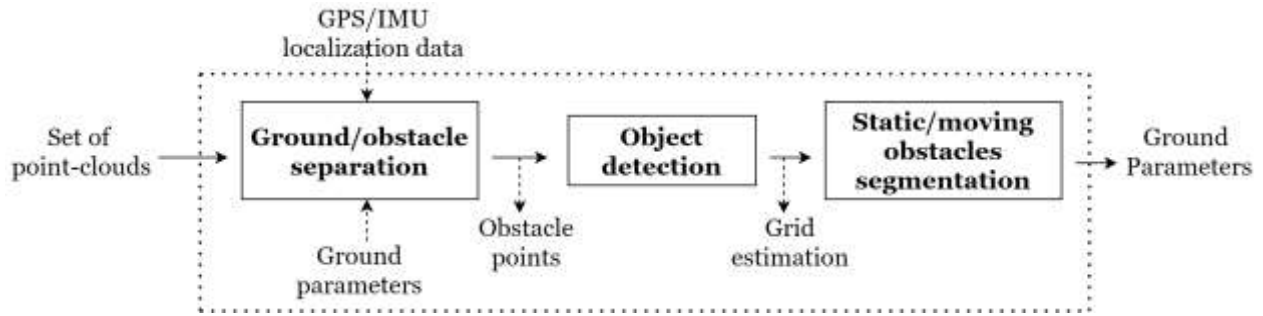 GPS/IMU
localization data
Set of
point-clouds
Ground/obstacle
separation
Object
detection
Static/moving
obstacles
segmentation
Ground
Parameters
Obstacle
points
Grid
estimation
Ground
parameters